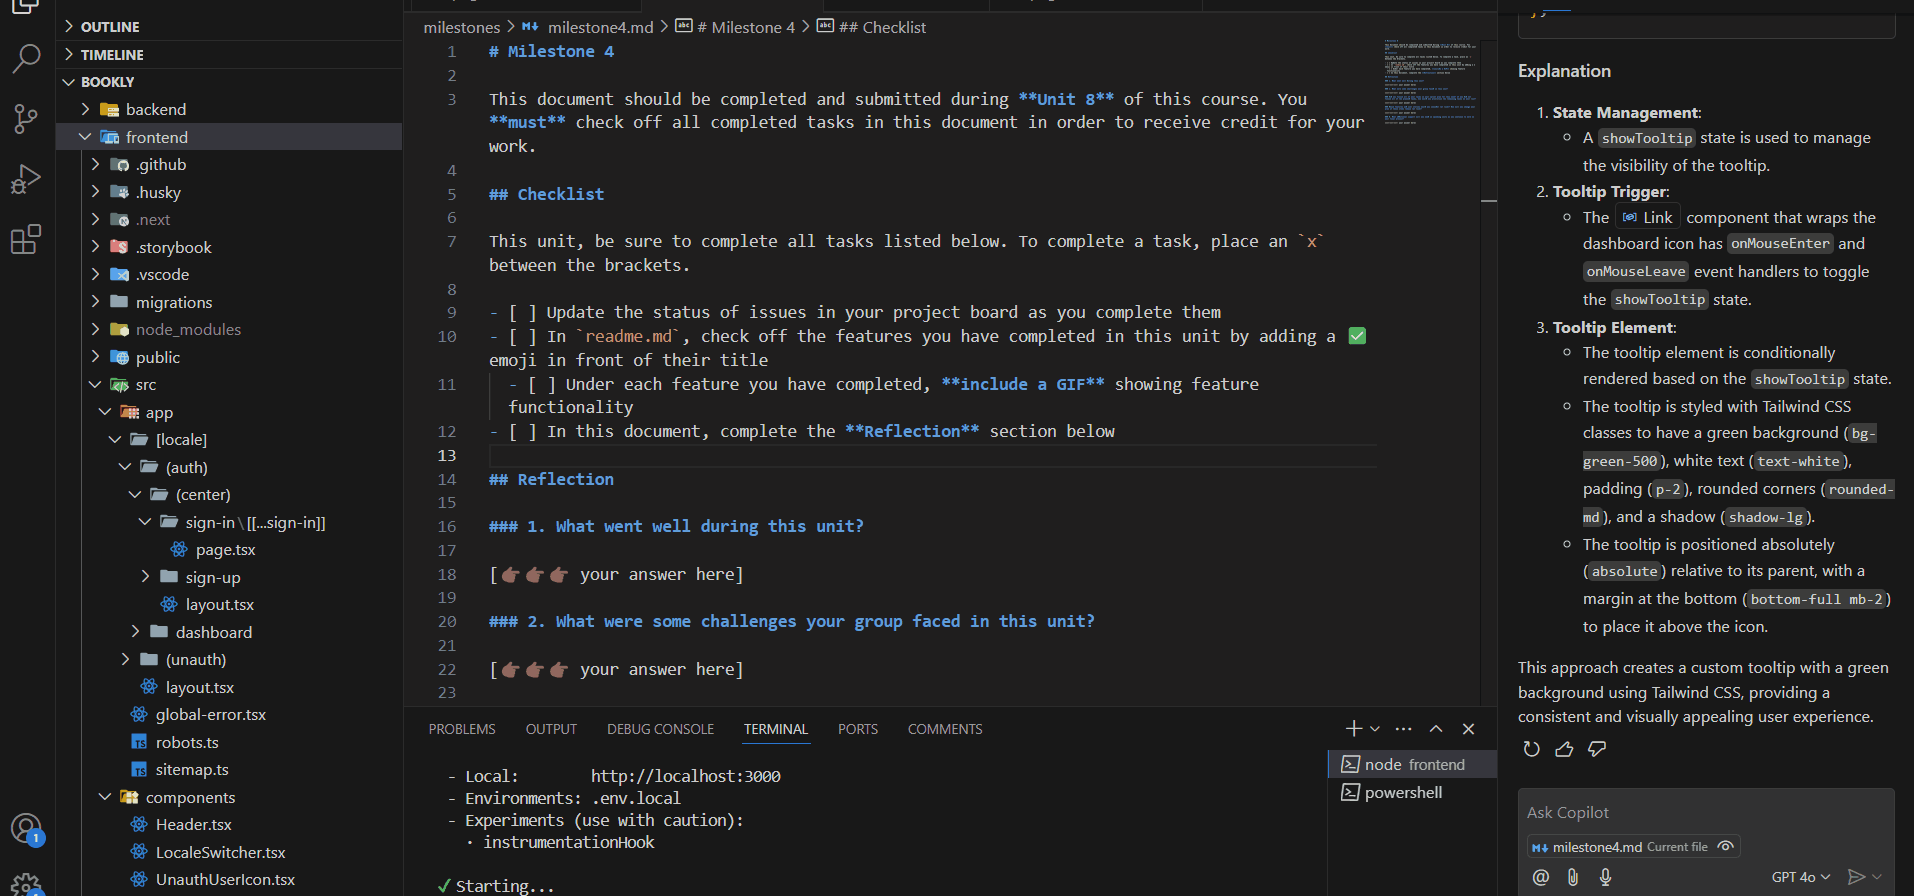 OUTLINE
TIMELINE
BOOKLY
backend
frontend
.github
.husky
.next
.storybook
.vscode
migrations
node_modules
public
src
app
[locale]
(auth)
(center)
sign-in\[[...sign-in]]
page.tsx
sign-up
layout.tsx
dashboard
(unauth)
layout.tsx
global-error.tsx
robots.ts
sitemap.ts
components
Header.tsx
LocaleSwitcher.tsx
UnauthUserIcon.tsx
1
milestones > milestone4.md > # Milestone 4 > ## Checklist
1 # Milestone 4
2
3 This document should be completed and submitted during **Unit 8** of this course. You
**must** check off all completed tasks in this document in order to receive credit for your
work.
4
5 ## Checklist
6
7 This unit, be sure to complete all tasks listed below. To complete a task, place an `x`
between the brackets.
8
9 - [ ] Update the status of issues in your project board as you complete them
10 - [ ] In `readme.md`, check off the features you have completed in this unit by adding a ✅
emoji in front of their title
11 - [ ] Under each feature you have completed, **include a GIF** showing feature
functionality
12 - [ ] In this document, complete the **Reflection** section below
13
14 ## Reflection
15
16 ### 1. What went well during this unit?
17
18 [👉🏾👉🏾👉🏾 your answer here]
19
20 ### 2. What were some challenges your group faced in this unit?
21
22 [👉🏾👉🏾👉🏾 your answer here]
23
PROBLEMS OUTPUT DEBUG CONSOLE TERMINAL PORTS COMMENTS
- Local: http://localhost:3000
- Environments: .env.local
- Experiments (use with caution):
· instrumentationHook
✓ Starting...
node frontend
powershell
Explanation
1. State Management:
A showTooltip state is used to manage
the visibility of the tooltip.
2. Tooltip Trigger:
The Link component that wraps the
dashboard icon has onMouseEnter and
onMouseLeave event handlers to toggle
the showTooltip state.
3. Tooltip Element:
The tooltip element is conditionally
rendered based on the showTooltip state.
The tooltip is styled with Tailwind CSS
classes to have a green background (bg-
green-500), white text (text-white),
padding (p-2), rounded corners (rounded-
md), and a shadow (shadow-lg).
The tooltip is positioned absolutely
(absolute) relative to its parent, with a
margin at the bottom (bottom-full mb-2)
to place it above the icon.
This approach creates a custom tooltip with a green
background using Tailwind CSS, providing a
consistent and visually appealing user experience.
Ask Copilot
milestone4.md Current file
GPT 4o